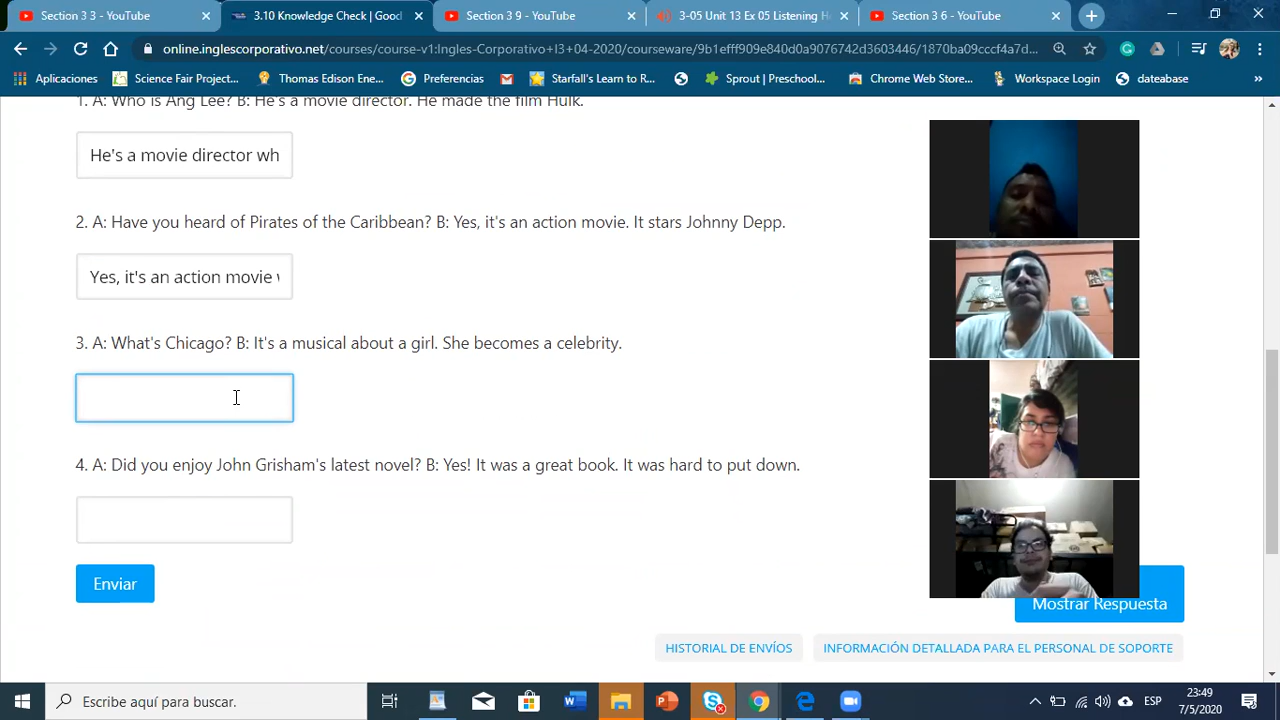 Section 3 3 - YouTube
3.10 Knowledge Check | Good
Section 3 9 - YouTube
3-05 Unit 13 Ex 05 Listening H
Section 3 6 - YouTube
online.inglescorporativo.net/courses/course-v1:Ingles-Corporativo+I3+04-2020/courseware/9b1efff909e840d0a9076742d3603446/1870ba09cccf4a7d...
Aplicaciones
Science Fair Project...
Thomas Edison Ene...
Preferencias
Starfall's Learn to R...
Sprout | Preschool...
Chrome Web Store...
Workspace Login
dateabase
»
1. A: Who is Ang Lee? B: He's a movie director. He made the film Hulk.
He's a movie director wh
2. A: Have you heard of Pirates of the Caribbean? B: Yes, it's an action movie. It stars Johnny Depp.
Yes, it's an action movie
3. A: What's Chicago? B: It's a musical about a girl. She becomes a celebrity.
4. A: Did you enjoy John Grisham's latest novel? B: Yes! It was a great book. It was hard to put down.
Enviar
Mostrar Respuesta
HISTORIAL DE ENVÍOS
INFORMACIÓN DETALLADA PARA EL PERSONAL DE SOPORTE
Escribe aquí para buscar.
ESP
23:49
7/5/2020